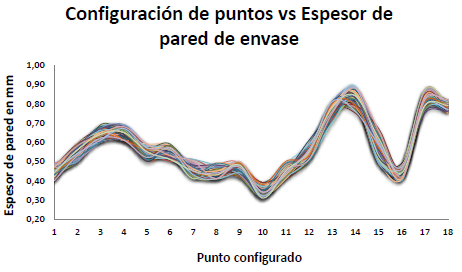 Configuración de puntos vs Espesor de
pared de envase
Espesor de pared en mm
1,00
0,90
0,80
0,70
0,60
0,50
0,40
0,30
0,20
1 2 3 4 5 6 7 8 9 10 11 12 13 14 15 16 17 18
Punto configurado